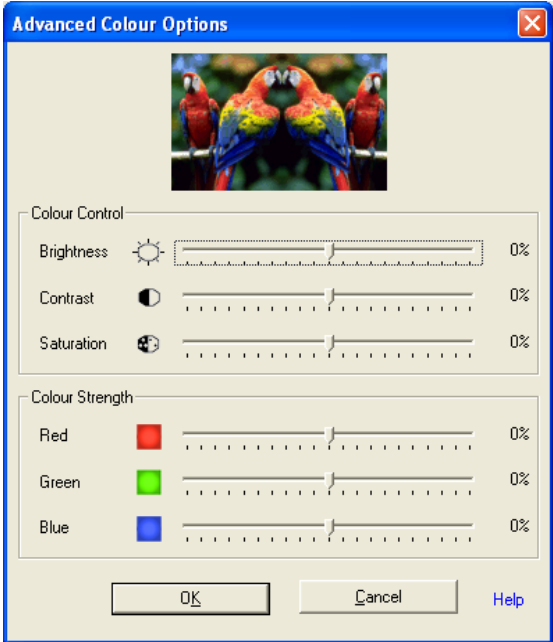 Advanced Colour Options
Colour Control
Brightness 0%
Contrast 0%
Saturation 0%
Colour Strength
Red 0%
Green 0%
Blue 0%
OK Cancel Help